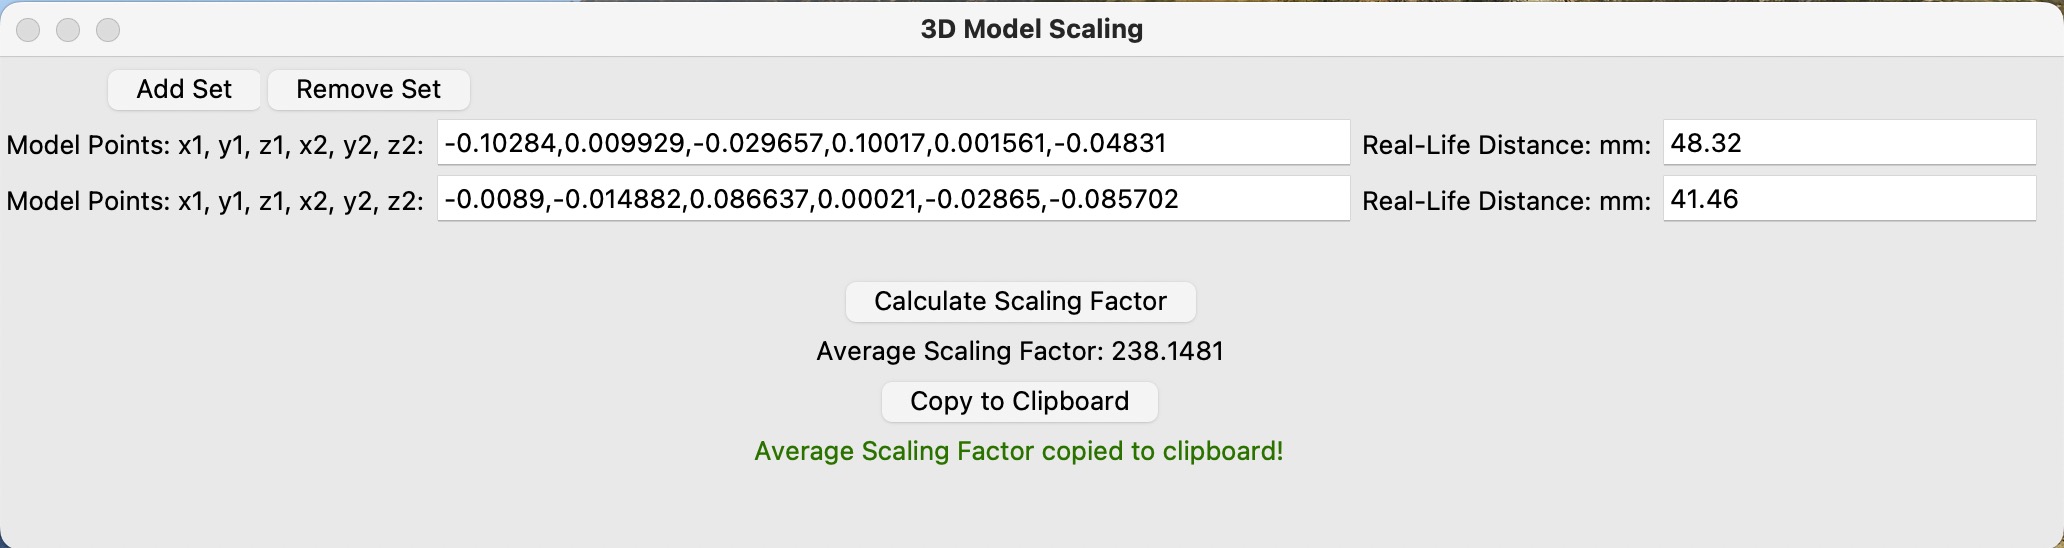 3D Model Scaling
Add Set Remove Set
Model Points: x1, y1, z1, x2, y2, z2: -0.10284,0.009929,-0.029657,0.10017,0.001561,-0.04831 Real-Life Distance: mm: 48.32
Model Points: x1, y1, z1, x2, y2, z2: -0.0089,-0.014882,0.086637,0.00021,-0.02865,-0.085702 Real-Life Distance: mm: 41.46
Calculate Scaling Factor
Average Scaling Factor: 238.1481
Copy to Clipboard
Average Scaling Factor copied to clipboard!